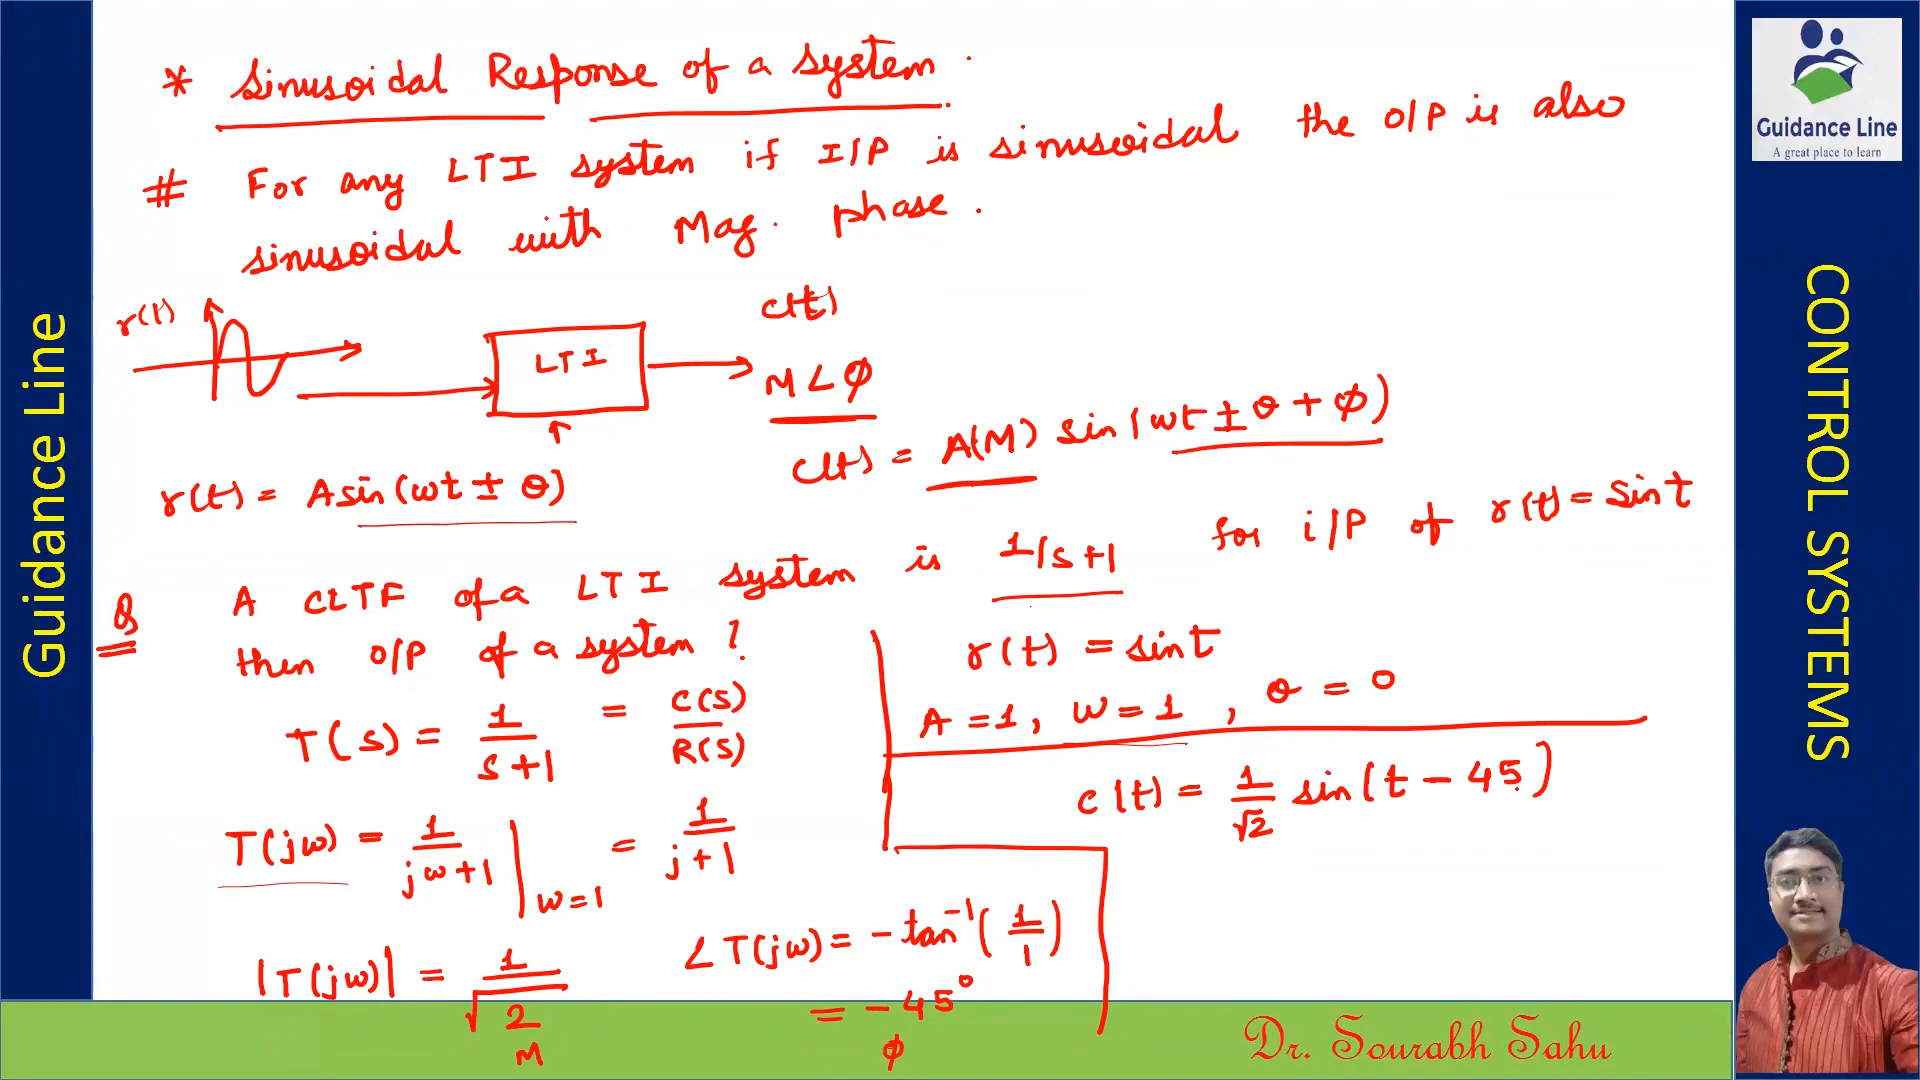 * Sinusoidal Response of a system.
# For any LTI system if I/P is sinusoidal the O/P is also
sinusoidal with Mag. phase.
r(t)
LTI
c(t)
M∠φ
r(t) = A sin(ωt ± θ)
c(t) = A(M) sin(ωt ± θ + φ)
Q A CLTF of a LTI system is 1/s+1 for i/P of r(t) = sint
then o/P of a system?
T(s) = 1/s+1 = C(s)/R(s)
T(jω) = 1/jω+1 | ω=1 = 1/j+1
|T(jω)| = 1/√2
M
∠T(jω) = -tan⁻¹(1/1)
= -45°
φ
r(t) = sint
A = 1, ω = 1, θ = 0
c(t) = 1/√2 sin(t - 45)
Guidance Line
Guidance Line
A great place to learn
CONTROL SYSTEMS
Dr. Sourabh Sahu